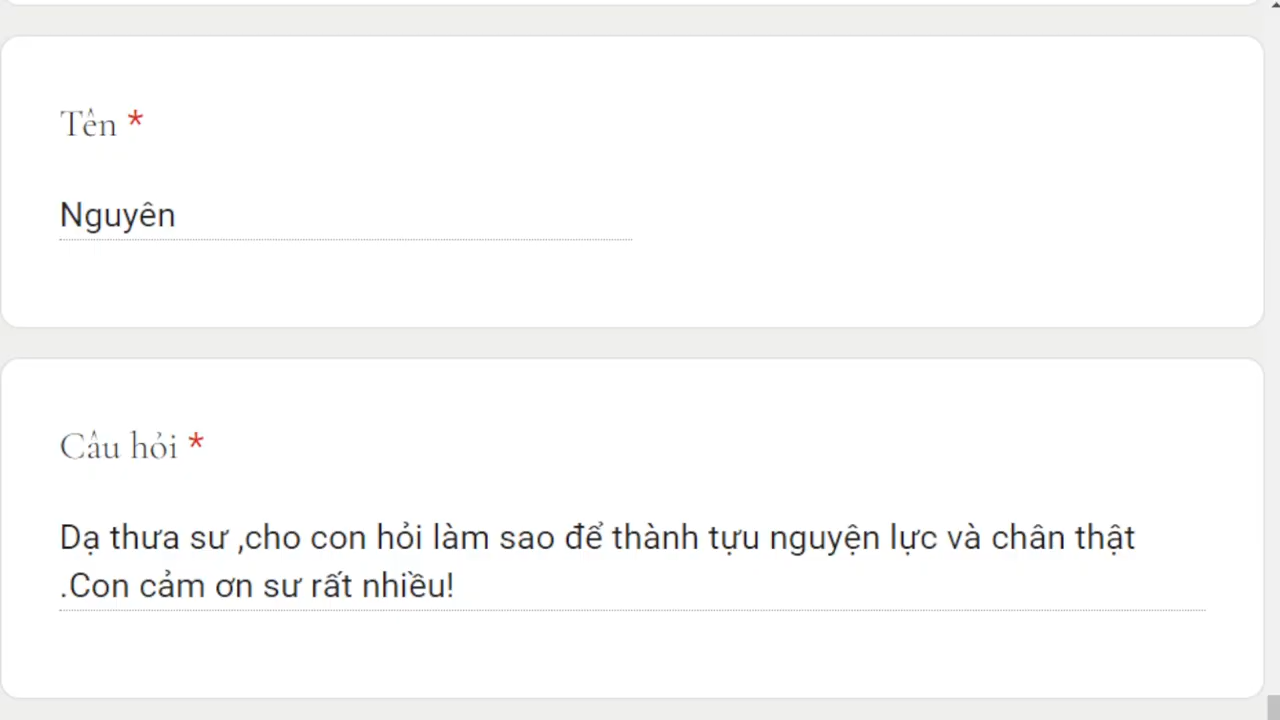 Tên *
Nguyên
Câu hỏi *
Dạ thưa sư ,cho con hỏi làm sao để thành tựu nguyện lực và chân thật
.Con cảm ơn sư rất nhiều!